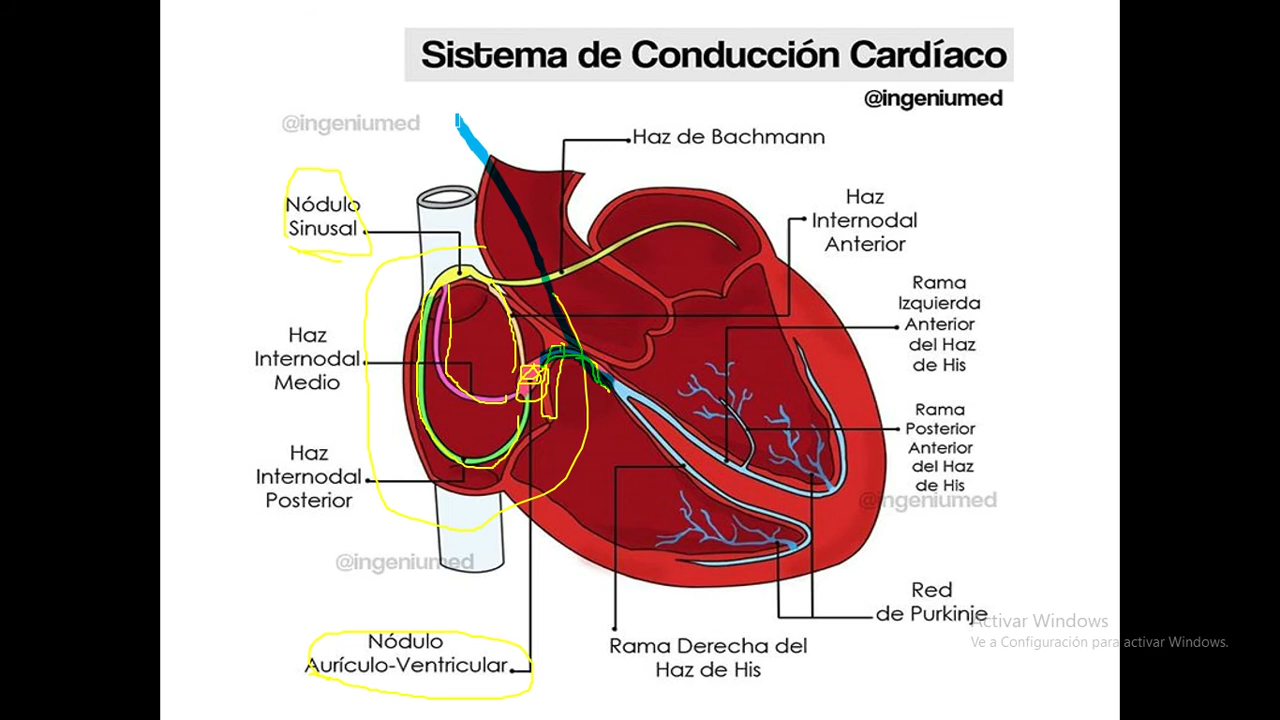 Sistema de Conducción Cardíaco
@ingeniumed
@ingeniumed
Haz de Bachmann
Nódulo
Sinusal
Haz
Internodal
Anterior
Rama
Izquierda
Anterior
del Haz
de His
Haz
Internodal
Medio
Rama
Posterior
Anterior
del Haz
de His
Haz
Internodal
Posterior
@ingeniumed
@ingeniumed
Red
de Purkinje
Activar Windows
Ve a Configuración para activar Windows.
Nódulo
Aurículo-Ventricular
Rama Derecha del
Haz de His